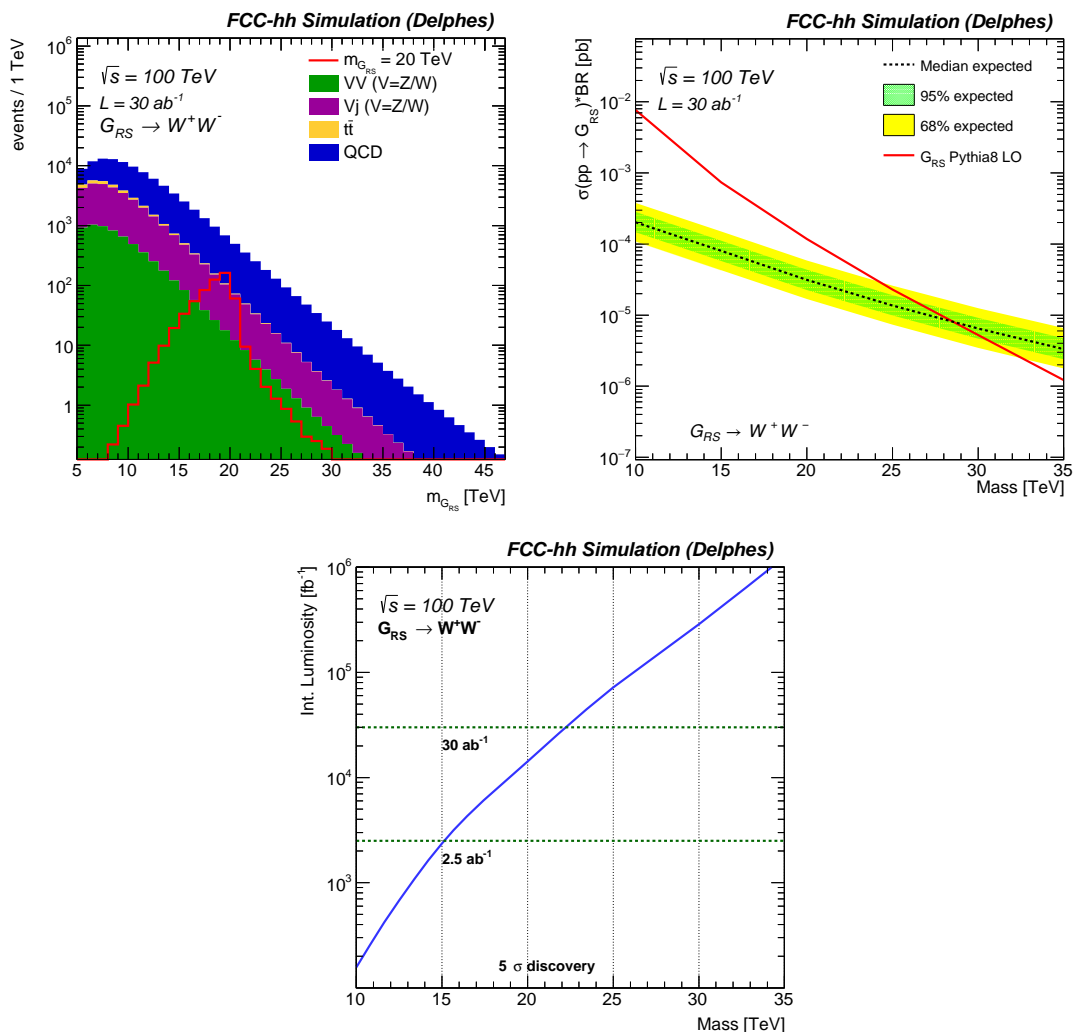 FCC-hh Simulation (Delphes)
events / 1 TeV
10⁶
10⁵
10⁴
10³
10²
10
1
√s = 100 TeV
L = 30 ab⁻¹
G_RS → W⁺W⁻
m_G_RS = 20 TeV
VV (V=Z/W)
Vj (V=Z/W)
tt̄
QCD
5 10 15 20 25 30 35 40 45
m_G_RS [TeV]
FCC-hh Simulation (Delphes)
σ(pp → G_RS)*BR [pb]
10⁻²
10⁻³
10⁻⁴
10⁻⁵
10⁻⁶
10⁻⁷
√s = 100 TeV
L = 30 ab⁻¹
Median expected
95% expected
68% expected
G_RS Pythia8 LO
G_RS → W⁺W⁻
10 15 20 25 30 35
Mass [TeV]
FCC-hh Simulation (Delphes)
Int. Luminosity [fb⁻¹]
10⁶
10⁵
10⁴
10³
√s = 100 TeV
G_RS → W⁺W⁻
30 ab⁻¹
2.5 ab⁻¹
5 σ discovery
10 15 20 25 30 35
Mass [TeV]